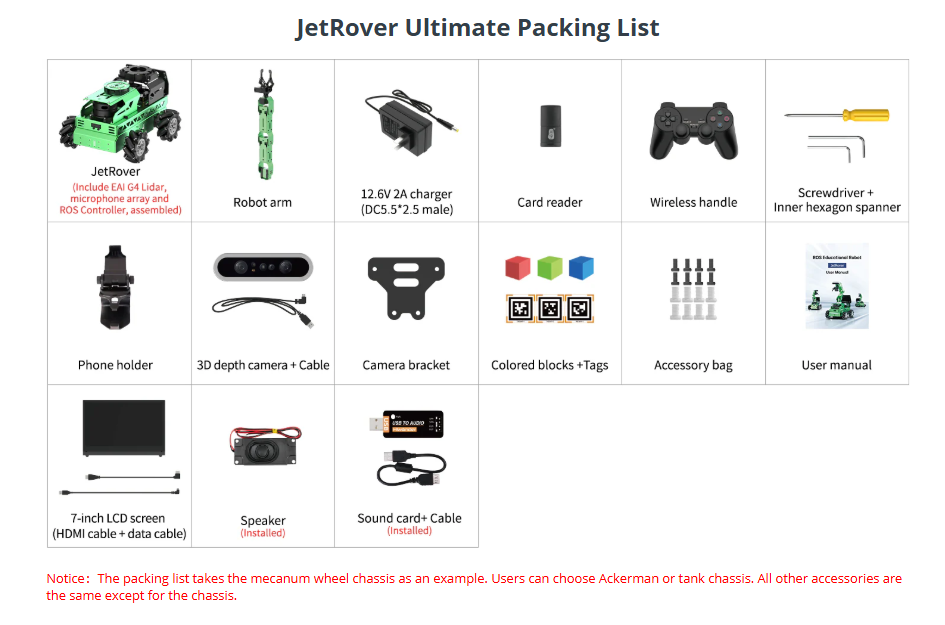 JetRover Ultimate Packing List
JetRover
(Include EAI G4 Lidar,
microphone array and
ROS Controller, assembled)
Robot arm
12.6V 2A charger
(DC5.5*2.5 male)
Card reader
Wireless handle
Screwdriver +
Inner hexagon spanner
Phone holder
3D depth camera + Cable
Camera bracket
Colored blocks +Tags
Accessory bag
ROS Educational Robot
JetRover
User Manual
User manual
7-inch LCD screen
(HDMI cable + data cable)
Speaker
(Installed)
USB TO AUDIO
Sound card+ Cable
(Installed)
Notice： The packing list takes the mecanum wheel chassis as an example. Users can choose Ackerman or tank chassis. All other accessories are
the same except for the chassis.